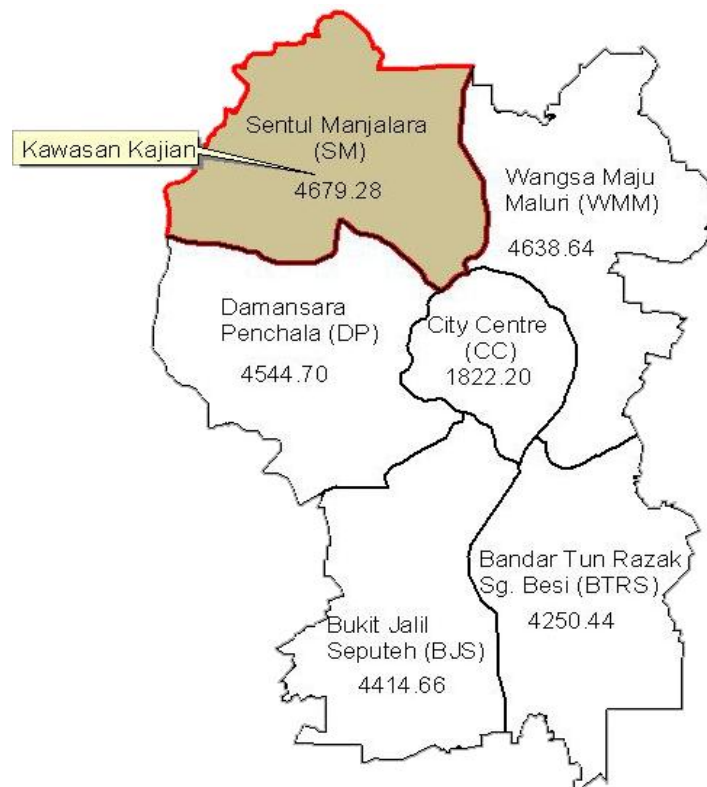 Sentul Manjalara
(SM)
4679.28
Kawasan Kajian
Wangsa Maju
Maluri (WMM)
4638.64
Damansara
Penchala (DP)
4544.70
City Centre
(CC)
1822.20
Bandar Tun Razak
Sg. Besi (BTRS)
4250.44
Bukit Jalil
Seputeh (BJS)
4414.66